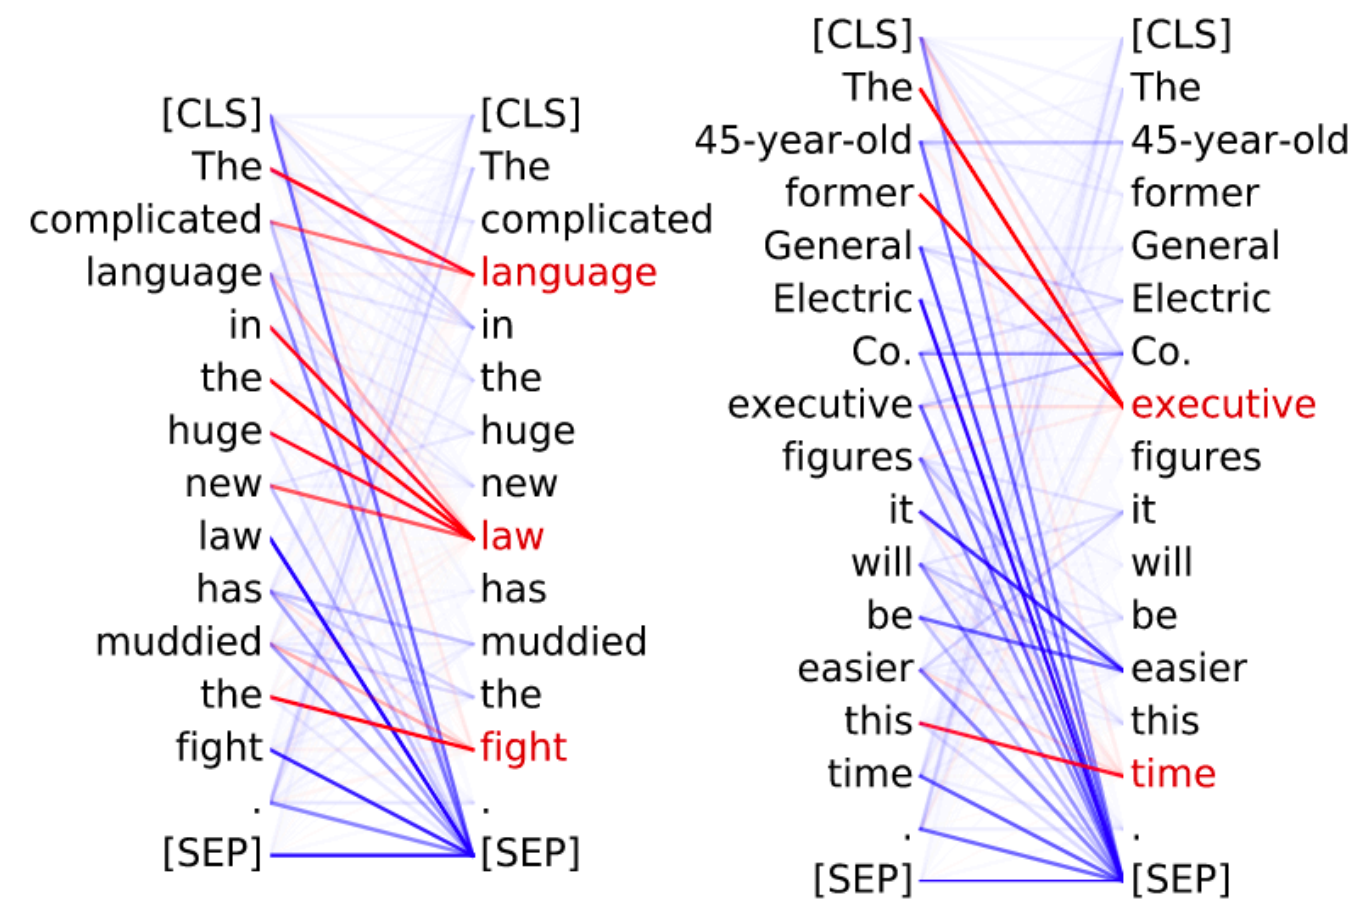 [CLS] [CLS]
The The
complicated complicated
language language
in in
the the
huge huge
new new
law law
has has
muddied muddied
the the
fight fight
. .
[SEP] [SEP]
[CLS] [CLS]
The The
45-year-old 45-year-old
former former
General General
Electric Electric
Co. Co.
executive executive
figures figures
it it
will will
be be
easier easier
this this
time time
. .
[SEP] [SEP]